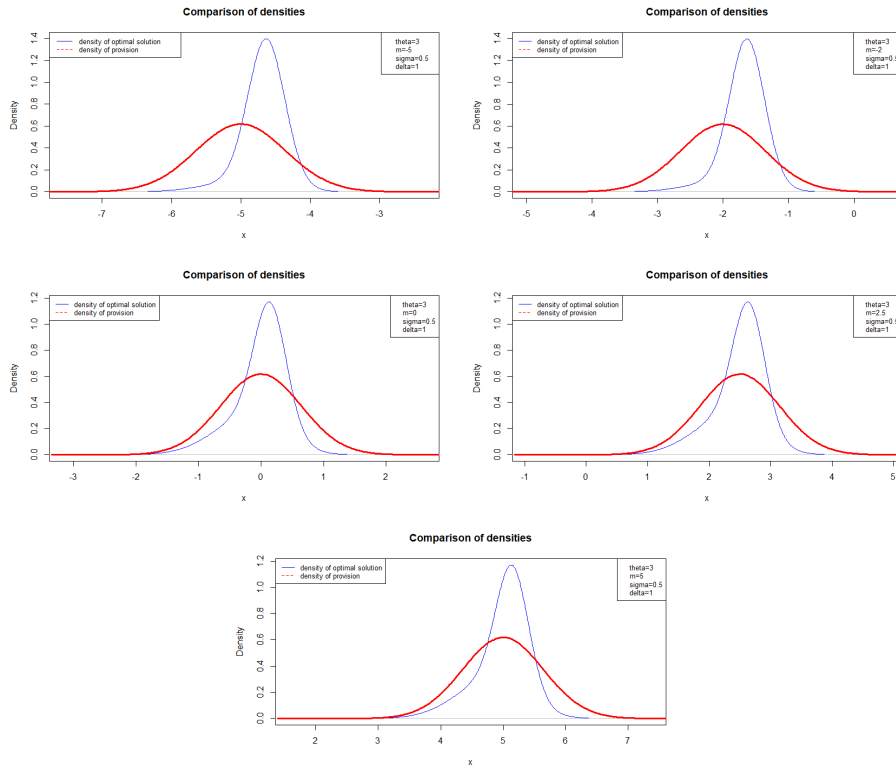 Comparison of densities
density of optimal solution
density of provision
theta=3
m=-5
sigma=0.5
delta=1
Density
0.0 0.2 0.4 0.6 0.8 1.0 1.2 1.4
-7 -6 -5 -4 -3
x
Comparison of densities
density of optimal solution
density of provision
theta=3
m=-2
sigma=0.5
delta=1
Density
0.0 0.2 0.4 0.6 0.8 1.0 1.2 1.4
-5 -4 -3 -2 -1 0
x
Comparison of densities
density of optimal solution
density of provision
theta=3
m=0
sigma=0.5
delta=1
Density
0.0 0.2 0.4 0.6 0.8 1.0 1.2
-3 -2 -1 0 1 2
x
Comparison of densities
density of optimal solution
density of provision
theta=3
m=2.5
sigma=0.5
delta=1
Density
0.0 0.2 0.4 0.6 0.8 1.0 1.2
-1 0 1 2 3 4 5
x
Comparison of densities
density of optimal solution
density of provision
theta=3
m=5
sigma=0.5
delta=1
Density
0.0 0.2 0.4 0.6 0.8 1.0 1.2
2 3 4 5 6 7
x